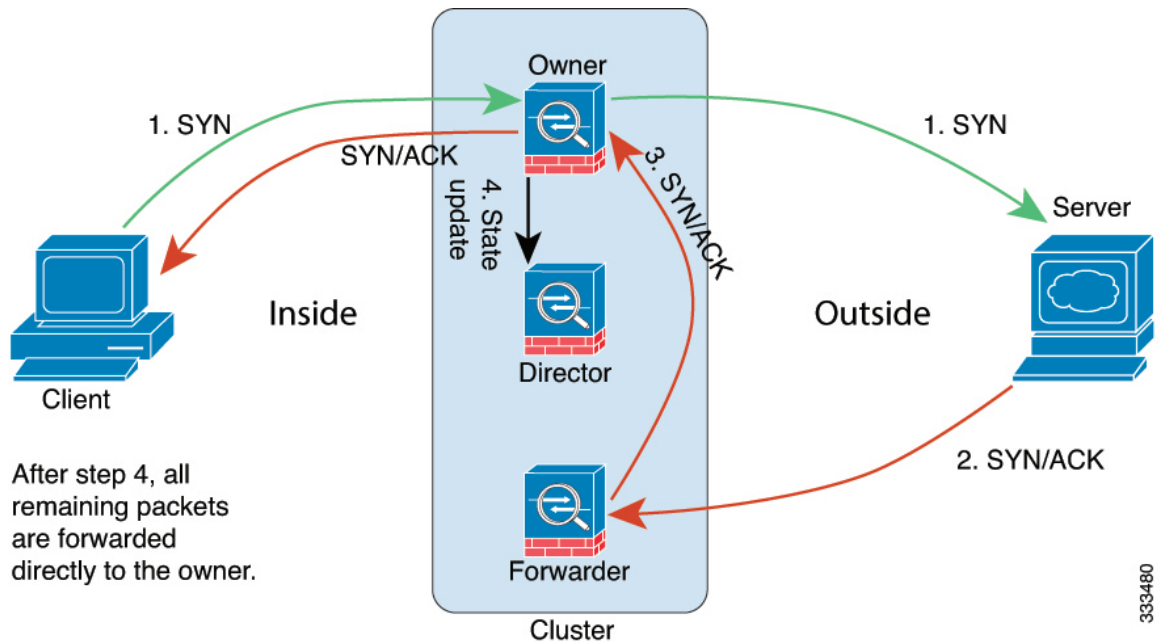 Owner
1. SYN
1. SYN
SYN/ACK
3. SYN/ACK
4. State
update
Server
Inside
Outside
Director
Client
2. SYN/ACK
After step 4, all
remaining packets
are forwarded
directly to the owner.
Forwarder
Cluster
333480